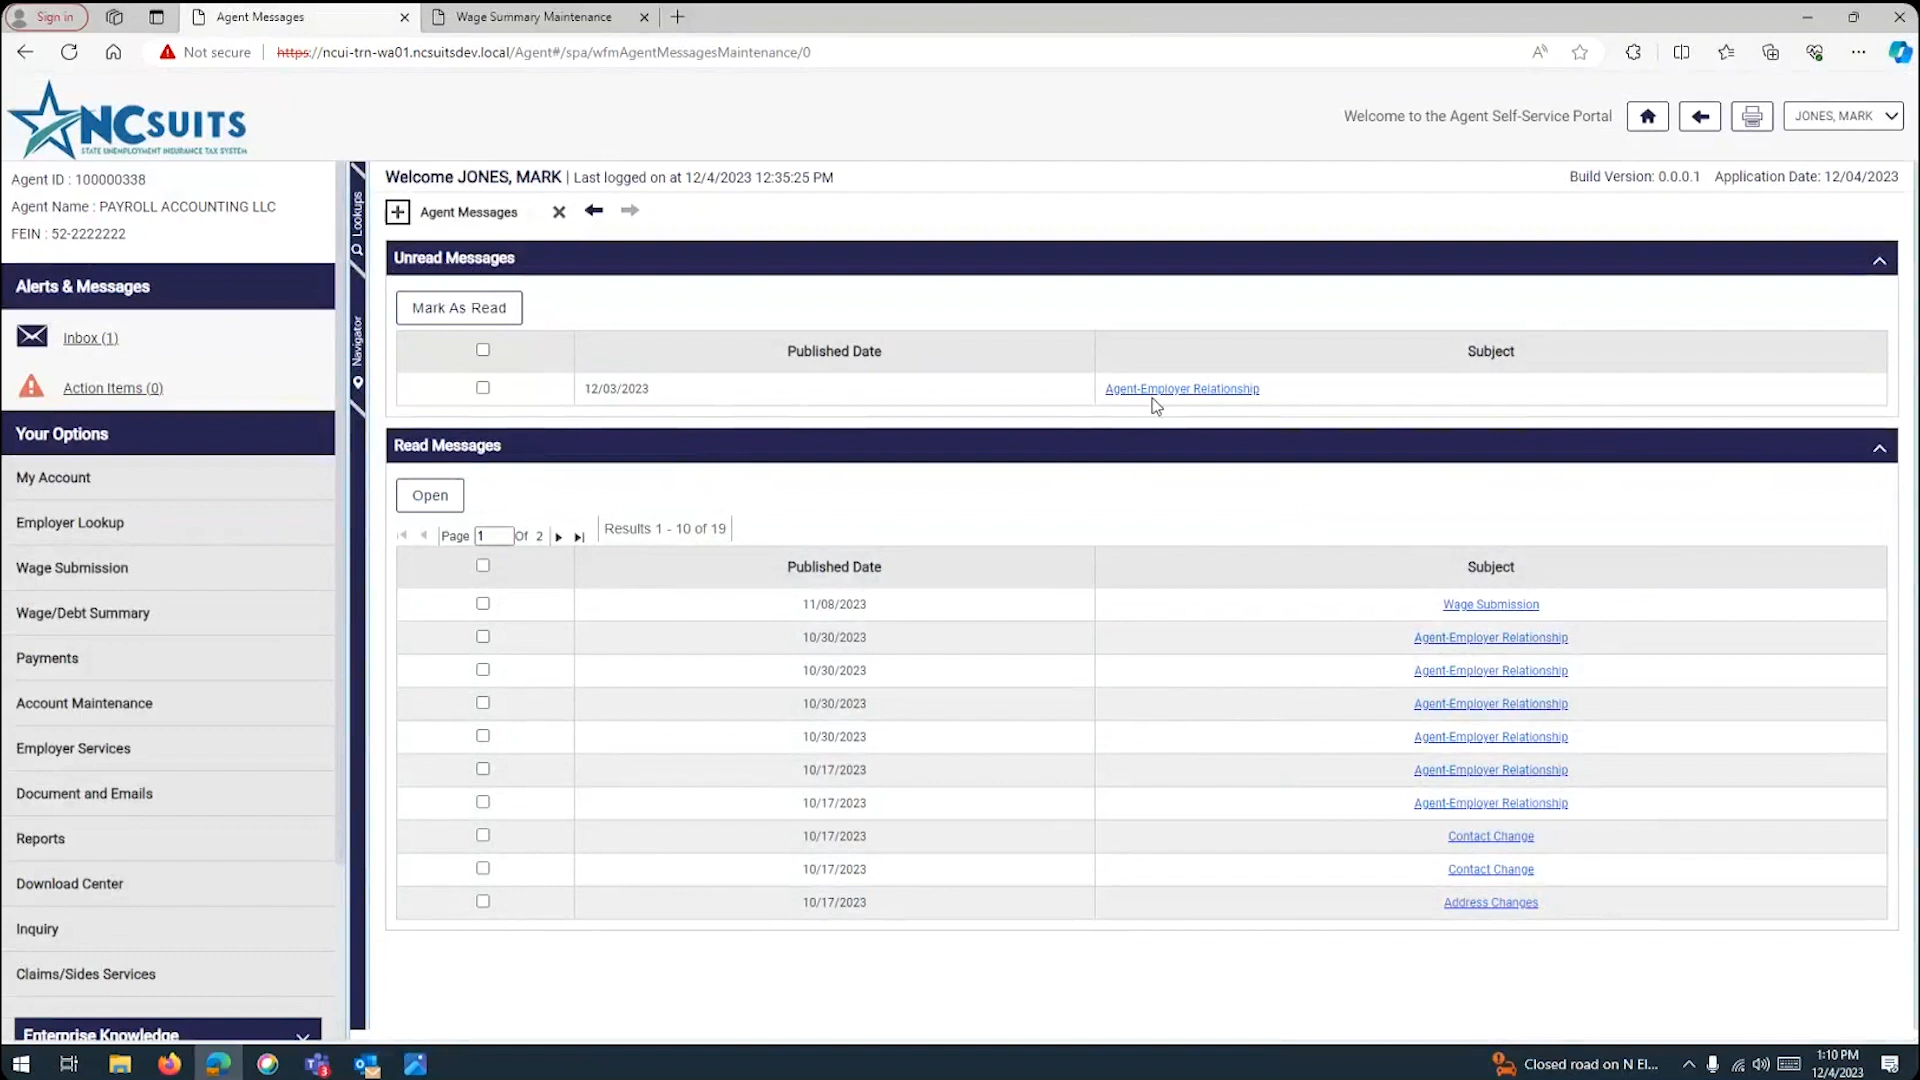 Sign in
Agent Messages
Wage Summary Maintenance
Not secure
https://ncui-trn-wa01.ncsuitsdev.local/Agent#/spa/wfmAgentMessagesMaintenance/0
NCSUITS
STATE UNEMPLOYMENT INSURANCE TAX SYSTEM
Welcome to the Agent Self-Service Portal
JONES, MARK
Agent ID : 100000338
Agent Name : PAYROLL ACCOUNTING LLC
FEIN : 52-2222222
Alerts & Messages
Inbox (1)
Action Items (0)
Your Options
My Account
Employer Lookup
Wage Submission
Wage/Debt Summary
Payments
Account Maintenance
Employer Services
Document and Emails
Reports
Download Center
Inquiry
Claims/Sides Services
Enterprise Knowledge
Lookups
Navigator
Welcome JONES, MARK | Last logged on at 12/4/2023 12:35:25 PM
Build Version: 0.0.0.1 Application Date: 12/04/2023
Agent Messages
Unread Messages
Mark As Read
Published Date Subject
12/03/2023 Agent-Employer Relationship
Read Messages
Open
Page 1 Of 2 Results 1 - 10 of 19
Published Date Subject
11/08/2023 Wage Submission
10/30/2023 Agent-Employer Relationship
10/30/2023 Agent-Employer Relationship
10/30/2023 Agent-Employer Relationship
10/30/2023 Agent-Employer Relationship
10/17/2023 Agent-Employer Relationship
10/17/2023 Agent-Employer Relationship
10/17/2023 Contact Change
10/17/2023 Contact Change
10/17/2023 Address Changes
Closed road on N El...
1:10 PM
12/4/2023